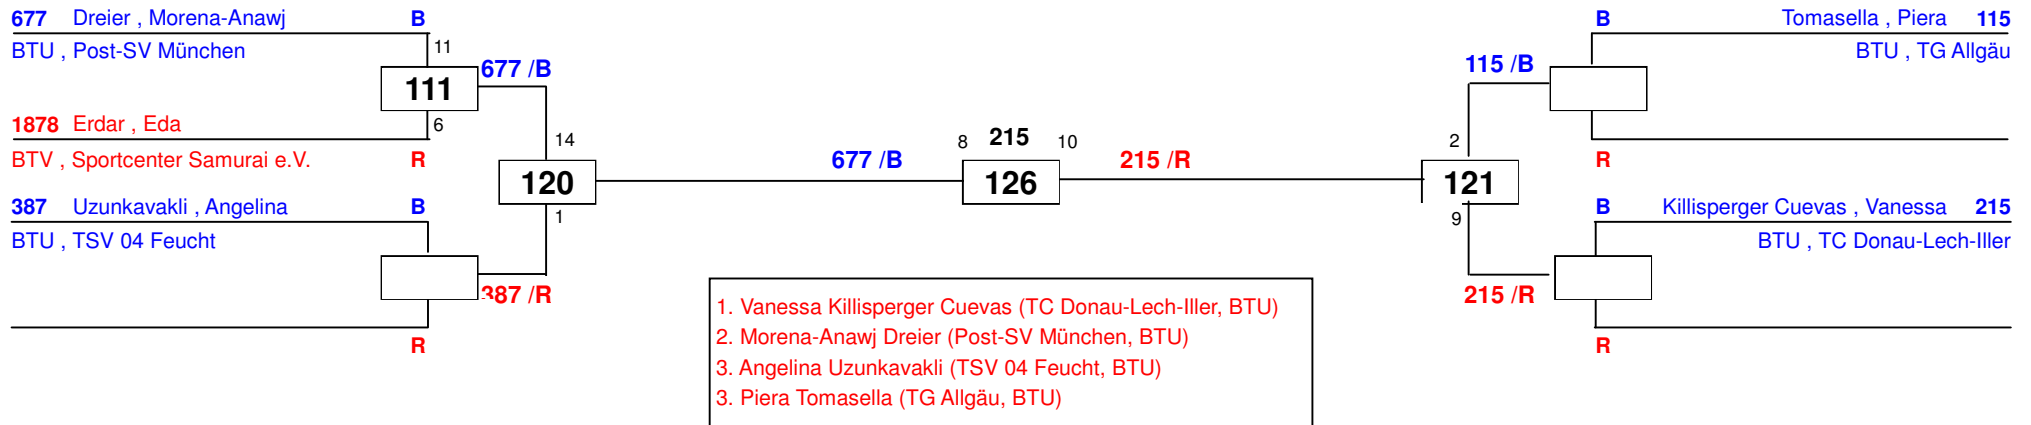 677 Dreier , Morena-Anawj B
BTU , Post-SV München
11
677 /B
111
6
1878 Erdar , Eda
BTV , Sportcenter Samurai e.V. R
14
120
1
387 Uzunkavakli , Angelina B
BTU , TSV 04 Feucht
387 /R
R
677 /B
8 215 10
126
215 /R
B Tomasella , Piera 115
BTU , TG Allgäu
115 /B
R
2
121
9
B Killisperger Cuevas , Vanessa 215
BTU , TC Donau-Lech-Iller
215 /R
R
1. Vanessa Killisperger Cuevas (TC Donau-Lech-Iller, BTU)
2. Morena-Anawj Dreier (Post-SV München, BTU)
3. Angelina Uzunkavakli (TSV 04 Feucht, BTU)
3. Piera Tomasella (TG Allgäu, BTU)